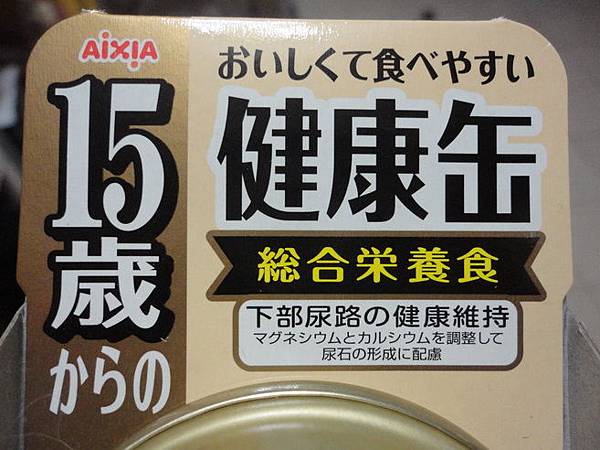 AIXIA
15
歳
からの
おいしくて食べやすい
健康缶
総合栄養食
下部尿路の健康維持
マグネシウムとカルシウムを調整して
尿石の形成に配慮